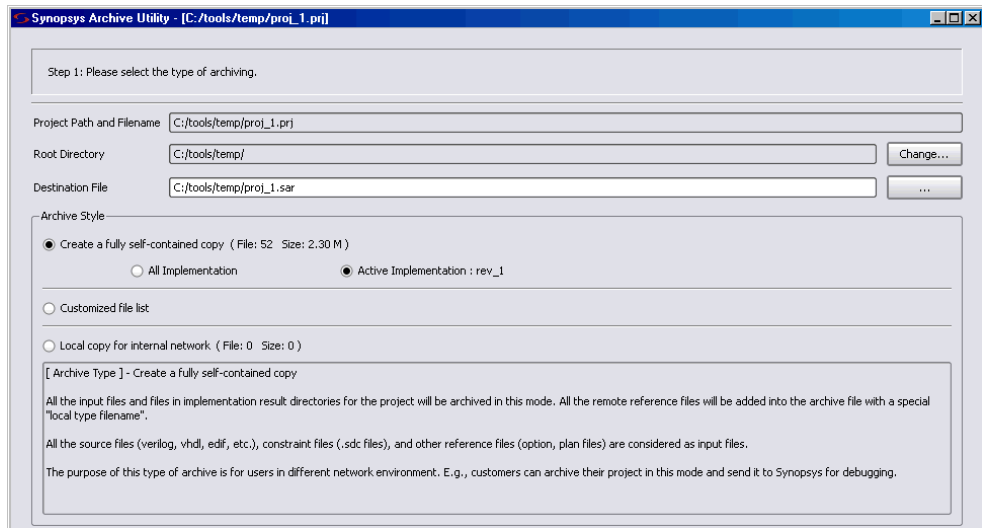 Synopsys Archive Utility - [C:/tools/temp/proj_1.prj]
Step 1: Please select the type of archiving.
Project Path and Filename C:/tools/temp/proj_1.prj
Root Directory C:/tools/temp/ Change...
Destination File C:/tools/temp/proj_1.sar ...
Archive Style
Create a fully self-contained copy ( File: 52 Size: 2.30 M )
All Implementation Active Implementation : rev_1
Customized file list
Local copy for internal network ( File: 0 Size: 0 )
[ Archive Type ] - Create a fully self-contained copy
All the input files and files in implementation result directories for the project will be archived in this mode. All the remote reference files will be added into the archive file with a special
"local type filename".
All the source files (verilog, vhdl, edif, etc.), constraint files (.sdc files), and other reference files (option, plan files) are considered as input files.
The purpose of this type of archive is for users in different network environment. E.g., customers can archive their project in this mode and send it to Synopsys for debugging.